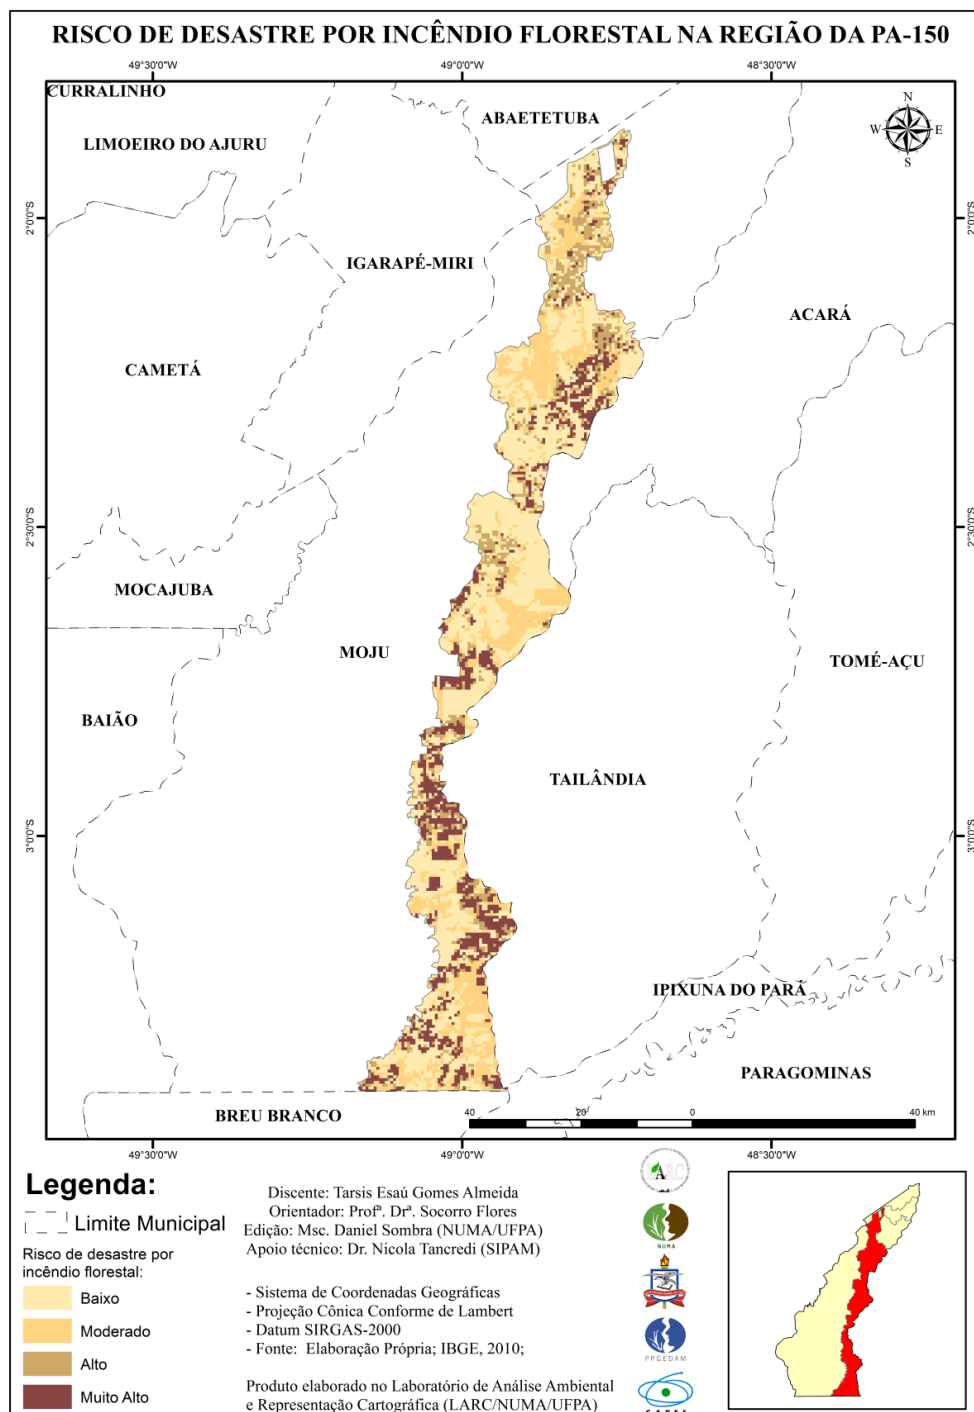 RISCO DE DESASTRE POR INCÊNDIO FLORESTAL NA REGIÃO DA PA-150
49°30'0"W 49°0'0"W 48°30'0"W
CURRALINHO
ABAETETUBA
LIMOEIRO DO AJURU
N
W E
S
2°0'0"S 2°0'0"S
IGARAPÉ-MIRI
ACARÁ
CAMETÁ
2°30'0"S 2°30'0"S
MOCAJUBA
MOJU
TOMÉ-AÇU
BAIÃO
TAILÂNDIA
3°0'0"S 3°0'0"S
IPIXUNA DO PARÁ
PARAGOMINAS
BREU BRANCO
40 20 0 40 km
49°30'0"W 49°0'0"W 48°30'0"W
Legenda:
Limite Municipal
Risco de desastre por
incêndio florestal:
Baixo
Moderado
Alto
Muito Alto
Discente: Tarsis Esaú Gomes Almeida
Orientador: Profª. Drª. Socorro Flores
Edição: Msc. Daniel Sombra (NUMA/UFPA)
Apoio técnico: Dr. Nicola Tancredi (SIPAM)
- Sistema de Coordenadas Geográficas
- Projeção Cônica Conforme de Lambert
- Datum SIRGAS-2000
- Fonte: Elaboração Própria; IBGE, 2010;
Produto elaborado no Laboratório de Análise Ambiental
e Representação Cartográfica (LARC/NUMA/UFPA)
LARC
NUMA
PPGEDAM
CAPES